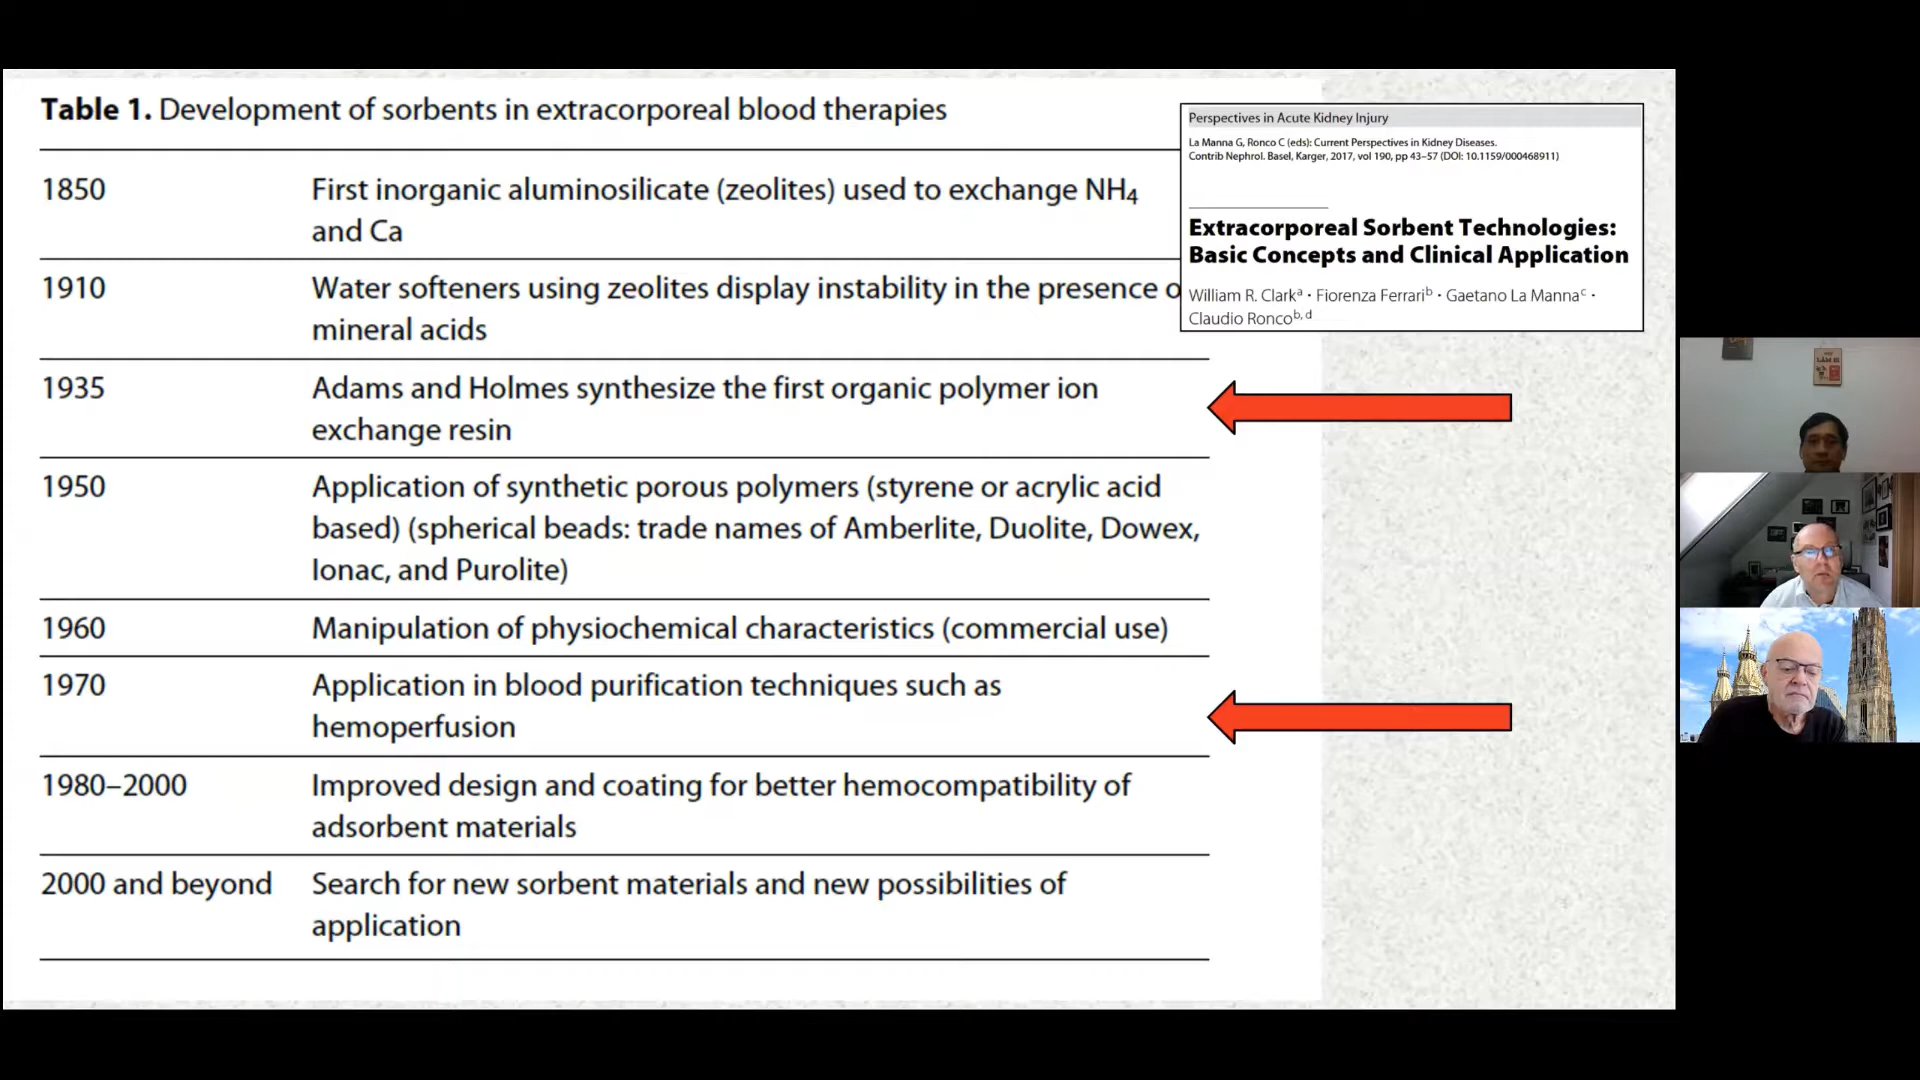 Table 1. Development of sorbents in extracorporeal blood therapies
1850 First inorganic aluminosilicate (zeolites) used to exchange NH4
and Ca
1910 Water softeners using zeolites display instability in the presence o
mineral acids
1935 Adams and Holmes synthesize the first organic polymer ion
exchange resin
1950 Application of synthetic porous polymers (styrene or acrylic acid
based) (spherical beads: trade names of Amberlite, Duolite, Dowex,
Ionac, and Purolite)
1960 Manipulation of physiochemical characteristics (commercial use)
1970 Application in blood purification techniques such as
hemoperfusion
1980–2000 Improved design and coating for better hemocompatibility of
adsorbent materials
2000 and beyond Search for new sorbent materials and new possibilities of
application
Perspectives in Acute Kidney Injury
La Manna G, Ronco C (eds): Current Perspectives in Kidney Diseases.
Contrib Nephrol. Basel, Karger, 2017, vol 190, pp 43–57 (DOI: 10.1159/000468911)
Extracorporeal Sorbent Technologies:
Basic Concepts and Clinical Application
William R. Clark^a · Fiorenza Ferrari^b · Gaetano La Manna^c ·
Claudio Ronco^b, d